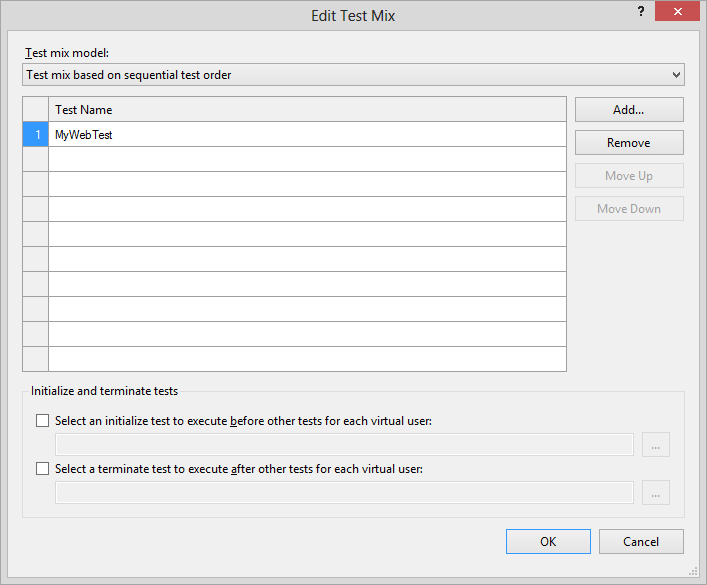 Edit Test Mix
?
Test mix model:
Test mix based on sequential test order
Test Name
Add...
1 MyWebTest
Remove
Move Up
Move Down
Initialize and terminate tests
Select an initialize test to execute before other tests for each virtual user:
...
Select a terminate test to execute after other tests for each virtual user:
...
OK
Cancel